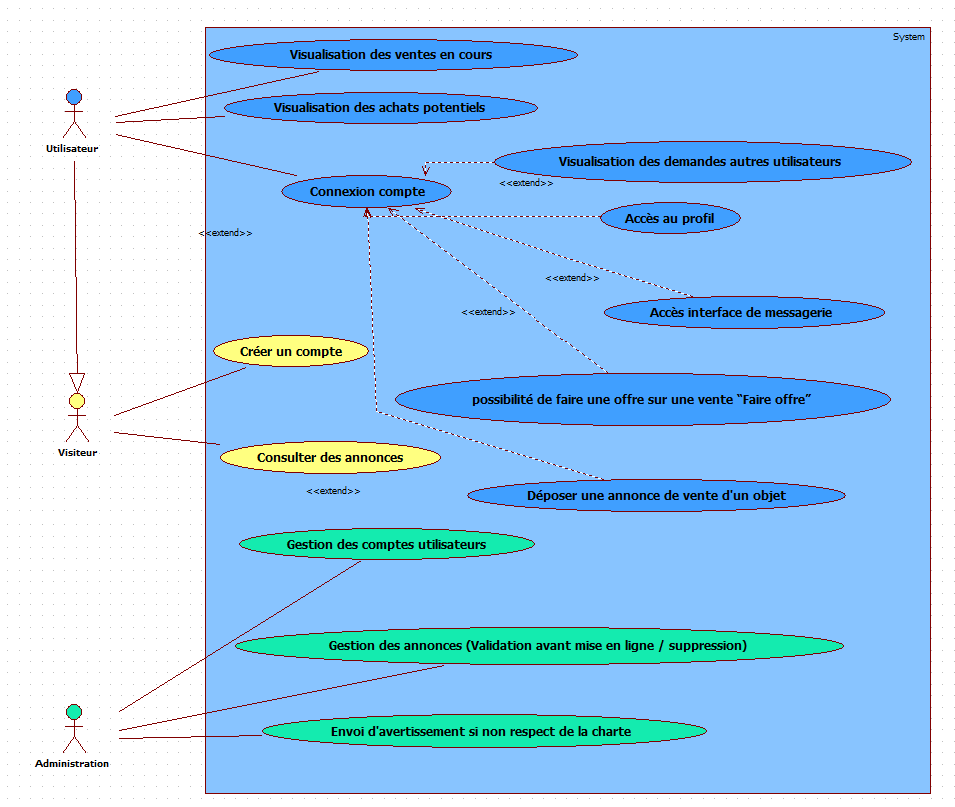 System
Visualisation des ventes en cours
Visualisation des achats potentiels
Utilisateur
Visualisation des demandes autres utilisateurs
<<extend>>
Connexion compte
Accès au profil
<<extend>>
<<extend>>
Accès interface de messagerie
<<extend>>
Créer un compte
possibilité de faire une offre sur une vente “Faire offre”
Visiteur
Consulter des annonces
<<extend>>
Déposer une annonce de vente d'un objet
Gestion des comptes utilisateurs
Gestion des annonces (Validation avant mise en ligne / suppression)
Envoi d'avertissement si non respect de la charte
Administration